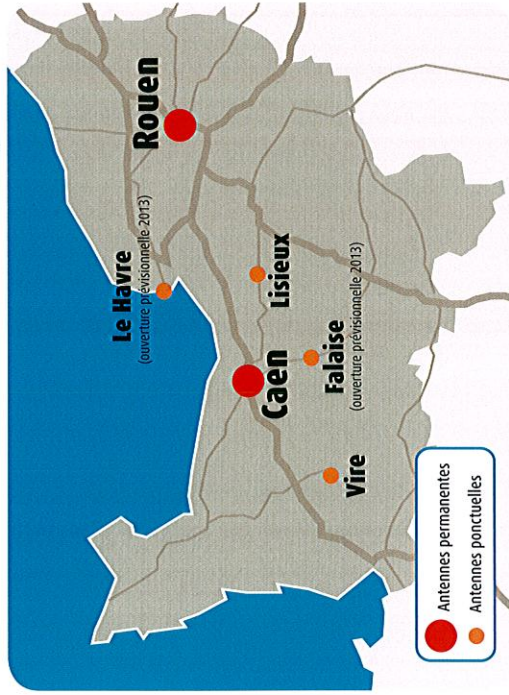 Rouen
Le Havre
(ouverture prévisionnelle 2013)
Lisieux
Caen
Falaise
(ouverture prévisionnelle 2013)
Vire
Antennes permanentes
Antennes ponctuelles